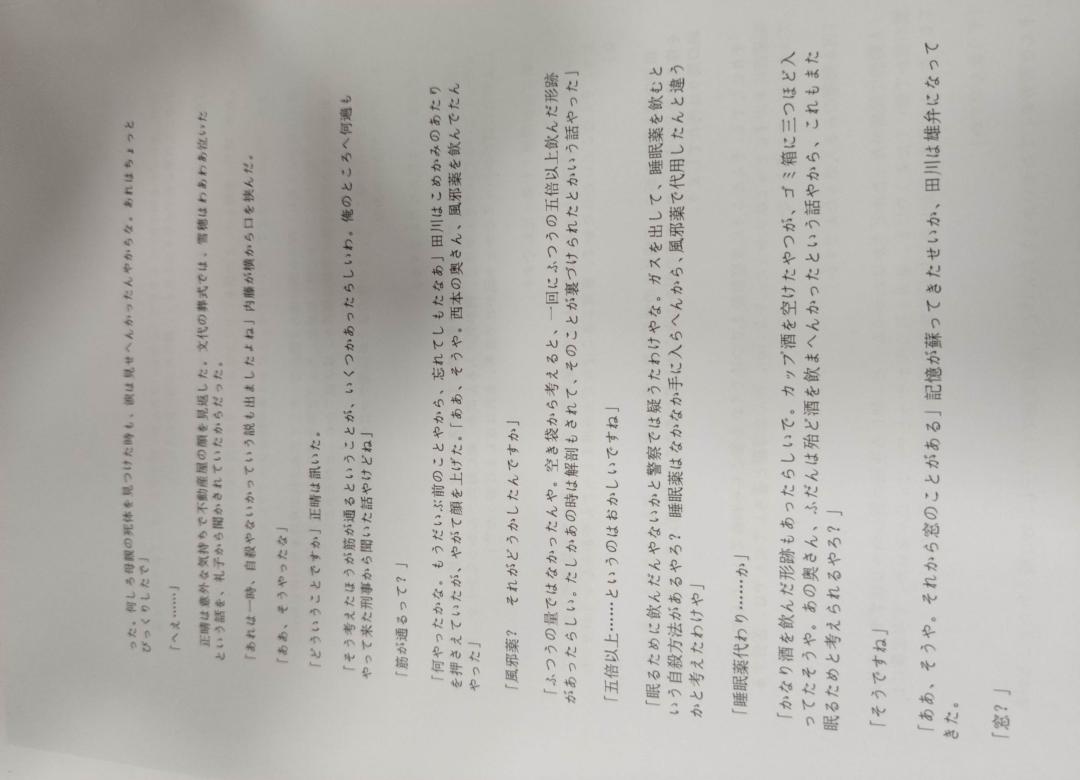 った。何しろ母親の死体を見つけた時も、涙は見せへんかったんやからな。あれはちょっと
びっくりしたで」
「へえ……」
正晴は意外な気持ちで不動産屋の顔を見返した。文代の葬式では、雪穂はわあわあ泣いた
という話を、礼子から聞かされていたからだった。
「あれは一時、自殺やないかっていう説も出ましたよね」内藤が横から口を挟んだ。
「ああ、そうやったな」
「どういうことですか」正晴は訊いた。
「そう考えたほうが筋が通るということが、いくつかあったらしいわ。俺のところへ何遍も
やって来た刑事から聞いた話やけどね」
「筋が通るって？」
「何やったかな。もうだいぶ前のことやから、忘れてしもたなあ」田川はこめかみのあたり
を押さえていたが、やがて顔を上げた。「ああ、そうや。西本の奥さん、風邪薬を飲んでたん
やった」
「風邪薬？　それがどうかしたんですか」
「ふつうの量ではなかったんや。空き袋から考えると、一回にふつうの五倍以上飲んだ形跡
があったらしい。たしかあの時は解剖もされて、そのことが裏づけられたとかいう話やった」
「五倍以上……というのはおかしいですね」
「眠るために飲んだんやないかと警察では疑うたわけやな。ガスを出して、睡眠薬を飲むと
いう自殺方法があるやろ？　睡眠薬はなかなか手に入らへんから、風邪薬で代用したんと違う
かと考えたわけや」
「睡眠薬代わり……か」
「かなり酒を飲んだ形跡もあったらしいで。カップ酒を空けたやつが、ゴミ箱に三つほど入
ってたそうや。あの奥さん、ふだんは殆ど酒を飲まへんかったという話やから、これもまた
眠るためと考えられるやろ？」
「そうですね」
「ああ、そうや。それから窓のことがある」記憶が蘇ってきたせいか、田川は雄弁になって
きた。
「窓？」